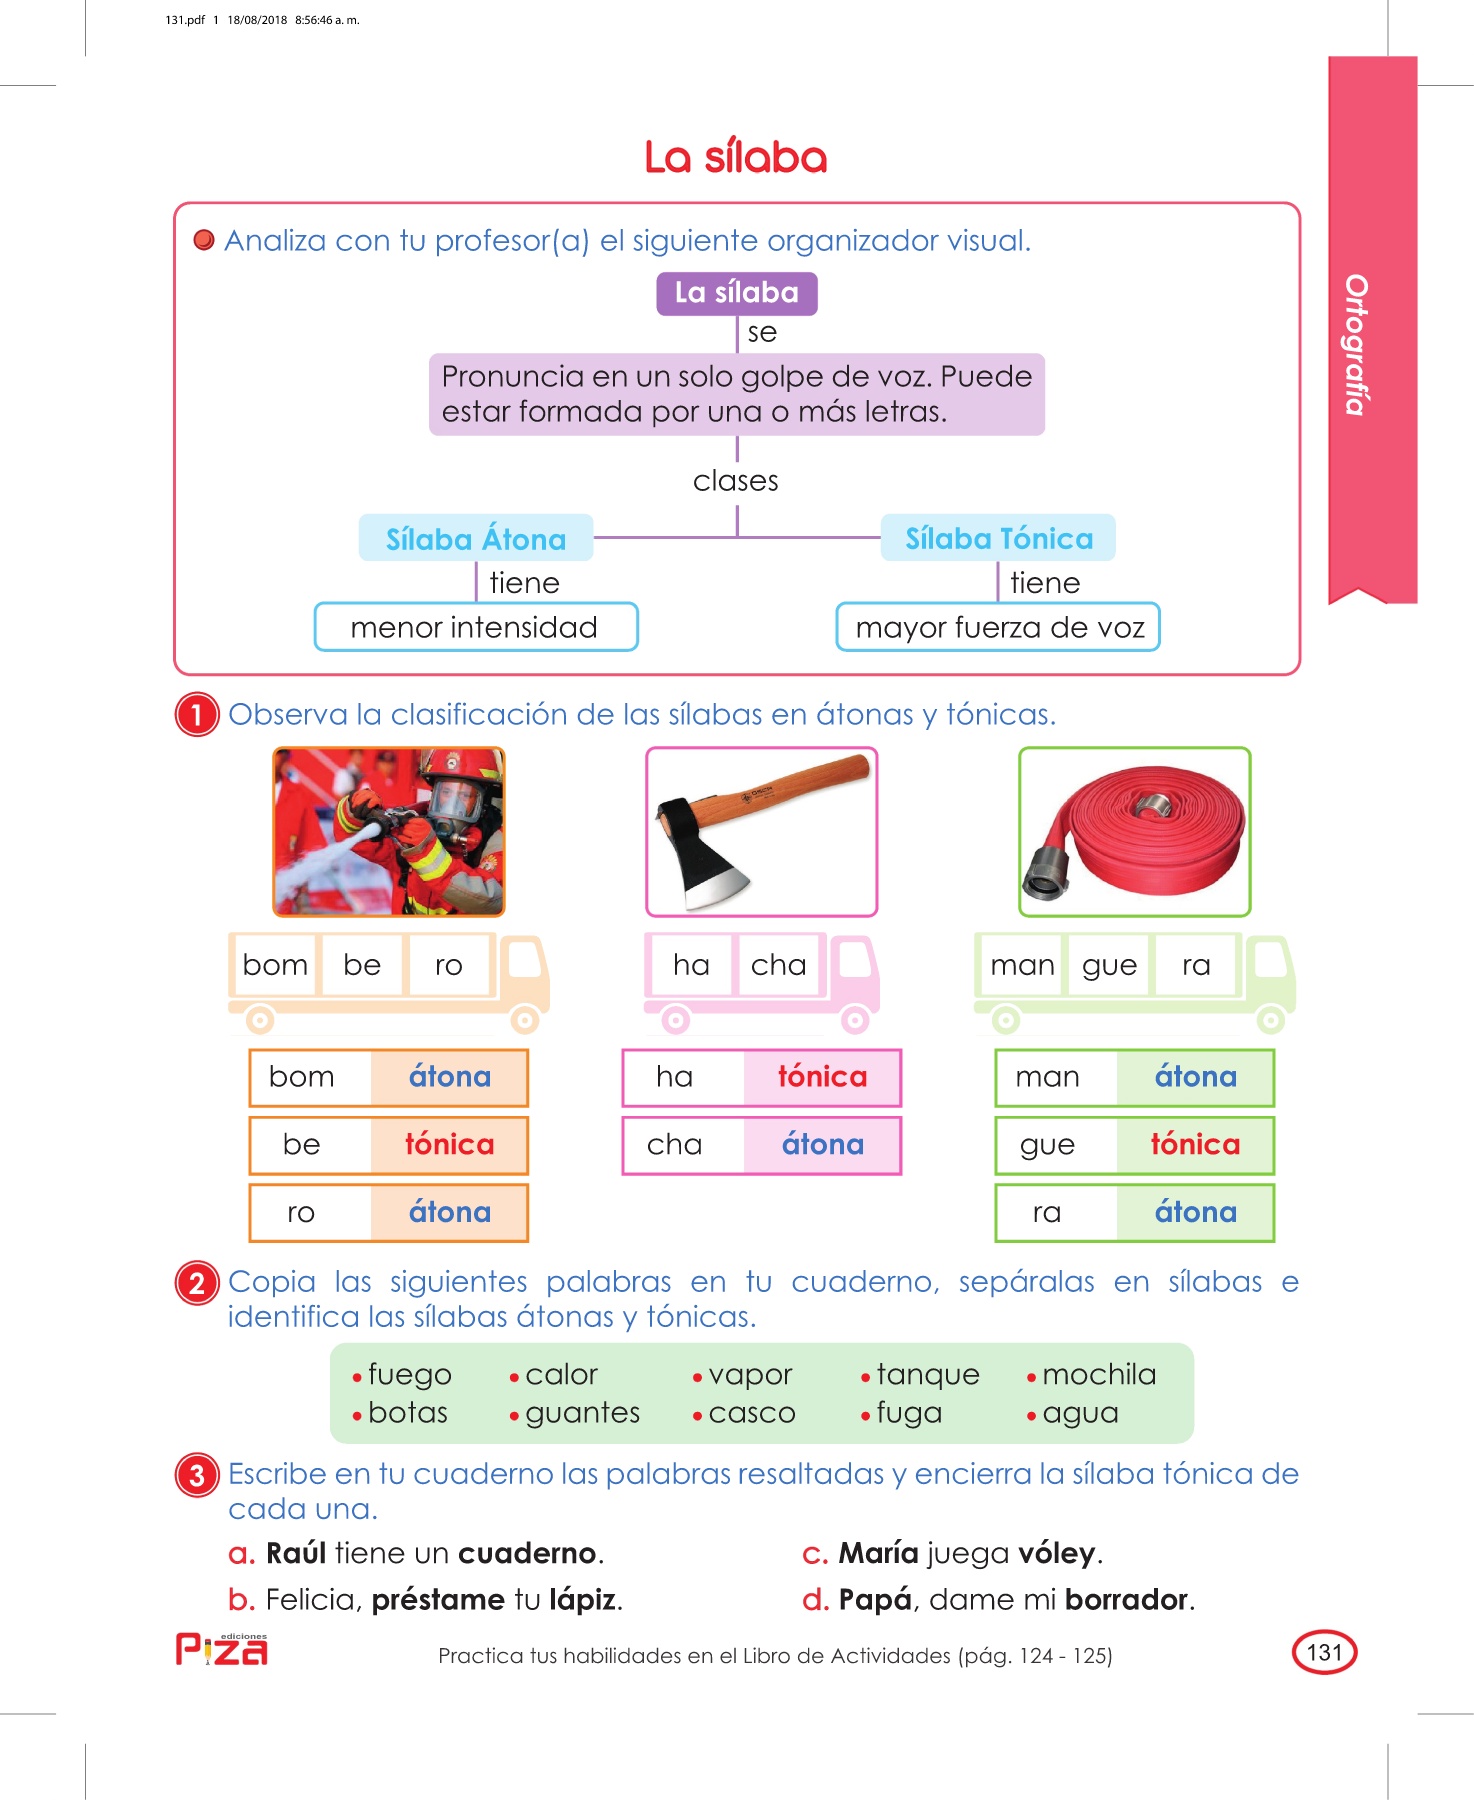 131.pdf 1 18/08/2018 8:56:46 a. m.
La sílaba
Ortografía
Analiza con tu profesor(a) el siguiente organizador visual.
La sílaba
se
Pronuncia en un solo golpe de voz. Puede
estar formada por una o más letras.
clases
Sílaba Átona
Sílaba Tónica
tiene
tiene
menor intensidad
mayor fuerza de voz
1 Observa la clasificación de las sílabas en átonas y tónicas.
bom be ro
ha cha
man gue ra
bom átona
be tónica
ro átona
ha tónica
cha átona
man átona
gue tónica
ra átona
2 Copia las siguientes palabras en tu cuaderno, sepáralas en sílabas e
identifica las sílabas átonas y tónicas.
• fuego • calor • vapor • tanque • mochila
• botas • guantes • casco • fuga • agua
3 Escribe en tu cuaderno las palabras resaltadas y encierra la sílaba tónica de
cada una.
a. Raúl tiene un cuaderno.
b. Felicia, préstame tu lápiz.
c. María juega vóley.
d. Papá, dame mi borrador.
ediciones
Piza
Practica tus habilidades en el Libro de Actividades (pág. 124 - 125)
131